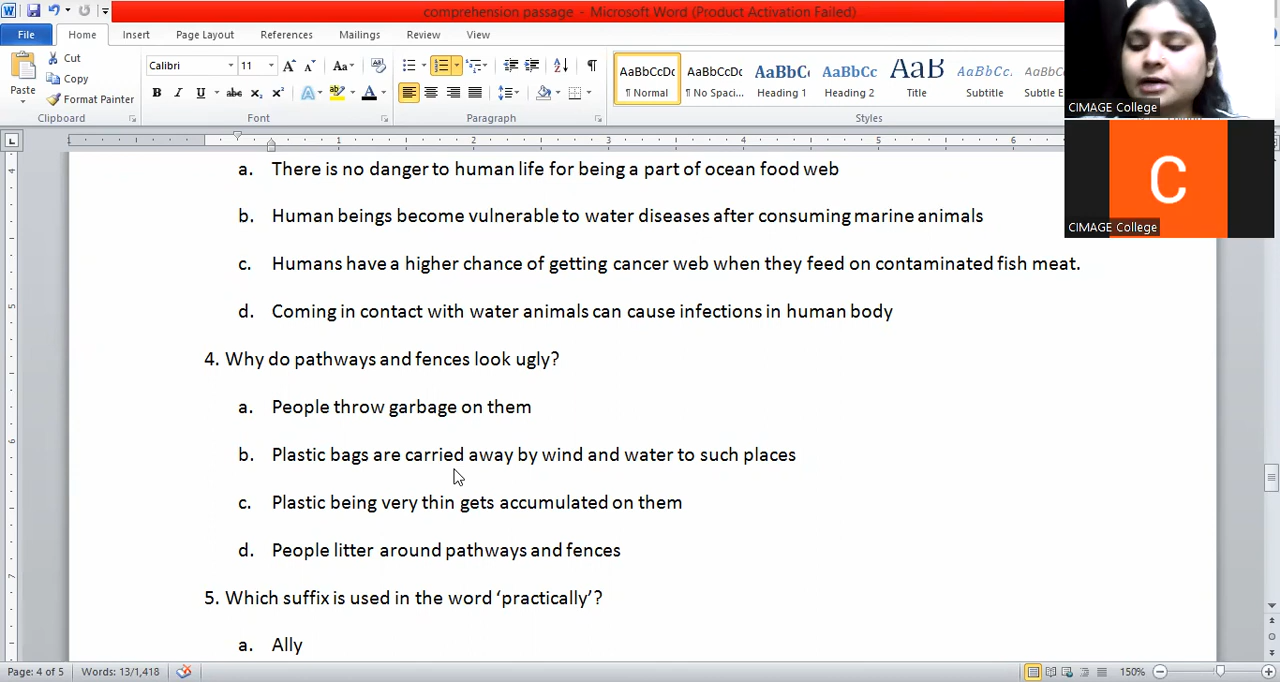 comprehension passage - Microsoft Word (Product Activation Failed)
File Home Insert Page Layout References Mailings Review View
Paste
Cut
Copy
Format Painter
Clipboard
Calibri 11
Font
Paragraph
AaBbCcDc AaBbCcDc AaBbC AaBbCc AaB AaBbCc. AaBbCc
¶ Normal ¶ No Spaci... Heading 1 Heading 2 Title Subtitle Subtle E
Styles
CIMAGE College
C
CIMAGE College
a. There is no danger to human life for being a part of ocean food web
b. Human beings become vulnerable to water diseases after consuming marine animals
c. Humans have a higher chance of getting cancer web when they feed on contaminated fish meat.
d. Coming in contact with water animals can cause infections in human body
4. Why do pathways and fences look ugly?
a. People throw garbage on them
b. Plastic bags are carried away by wind and water to such places
c. Plastic being very thin gets accumulated on them
d. People litter around pathways and fences
5. Which suffix is used in the word ‘practically’?
a. Ally
Page: 4 of 5 Words: 13/1,418 150%